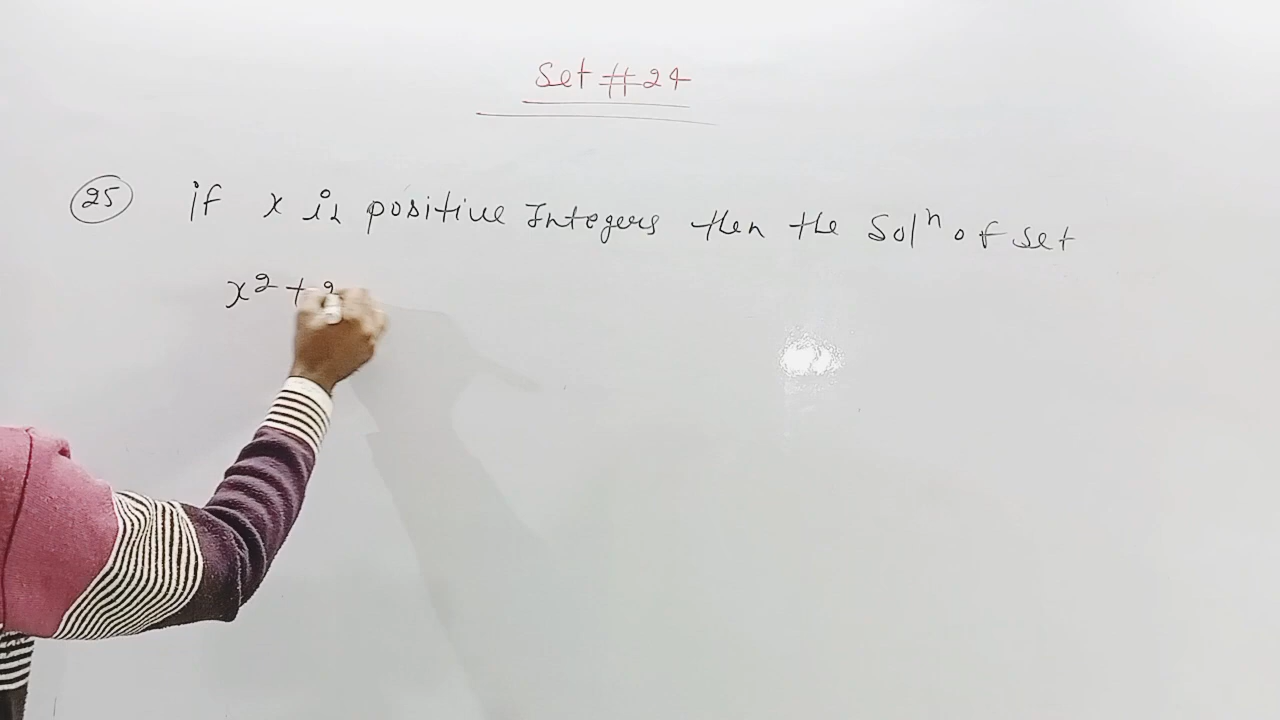 Set # 24
25 if x is positive Integers then the Solⁿ of Set
x² +